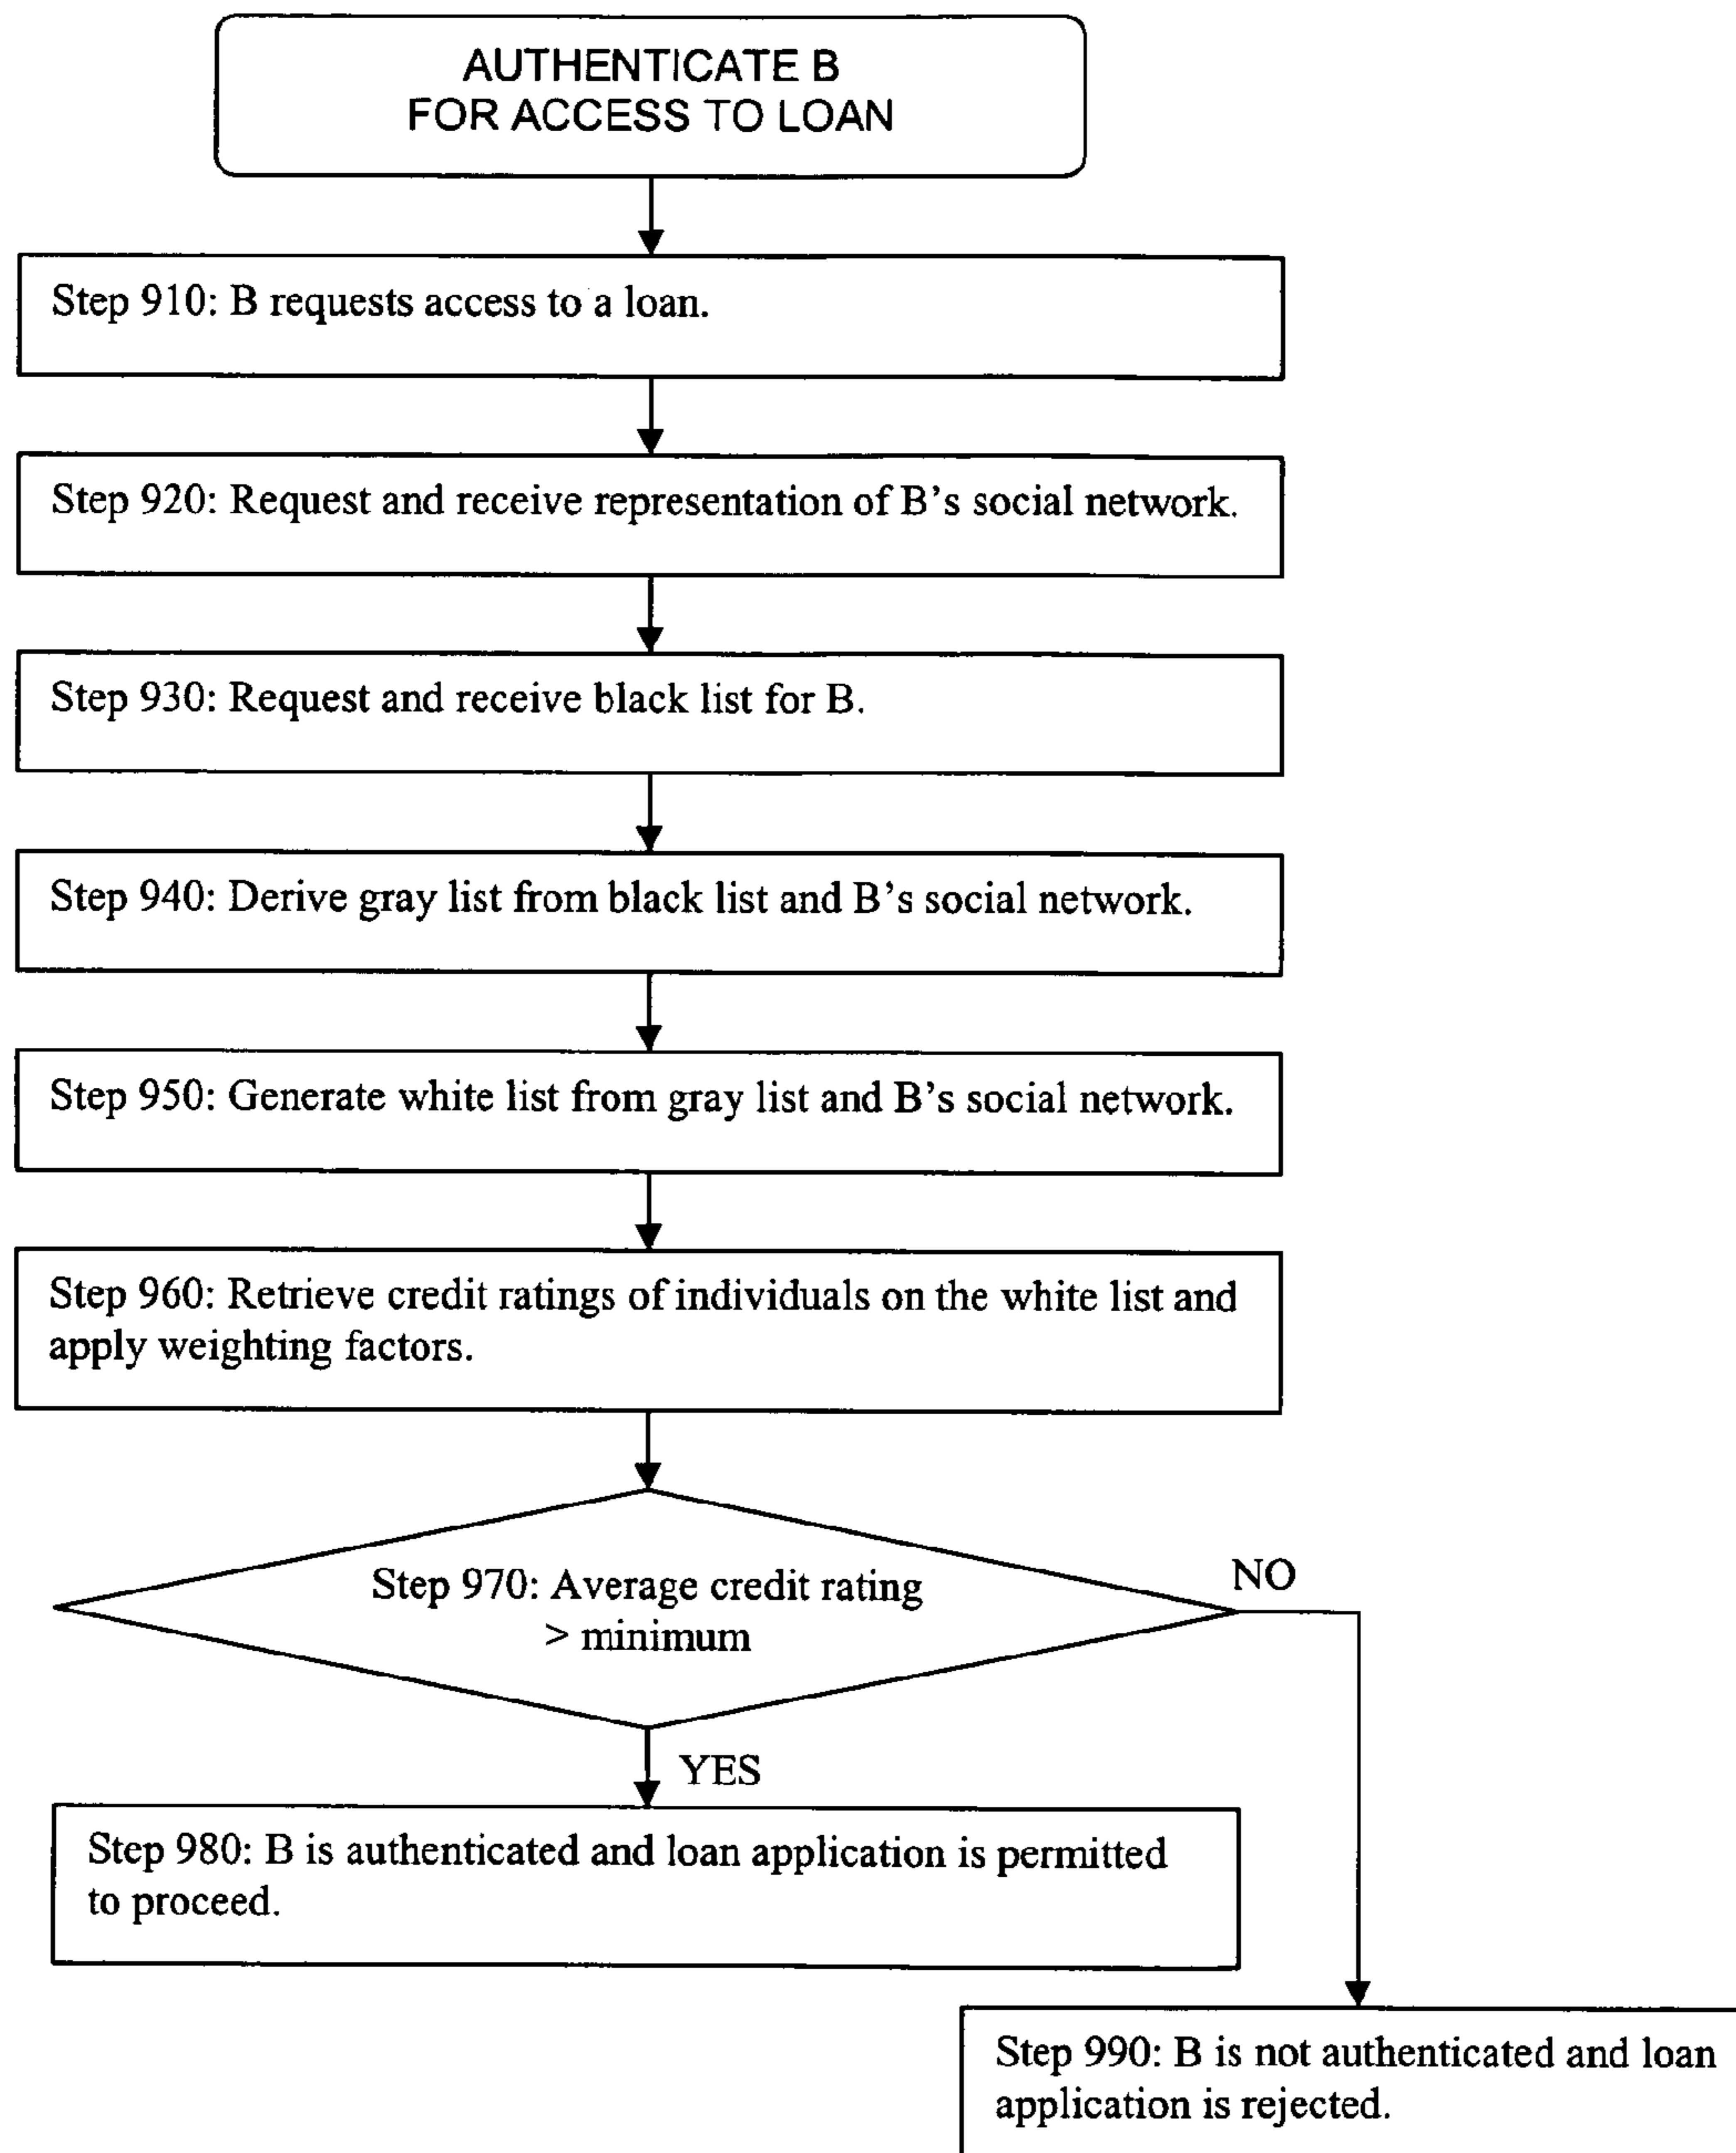 AUTHENTICATE B
FOR ACCESS TO LOAN
Step 910: B requests access to a loan.
Step 920: Request and receive representation of B's social network.
Step 930: Request and receive black list for B.
Step 940: Derive gray list from black list and B's social network.
Step 950: Generate white list from gray list and B's social network.
Step 960: Retrieve credit ratings of individuals on the white list and
apply weighting factors.
Step 970: Average credit rating
> minimum
NO
YES
Step 980: B is authenticated and loan application is permitted
to proceed.
Step 990: B is not authenticated and loan
application is rejected.